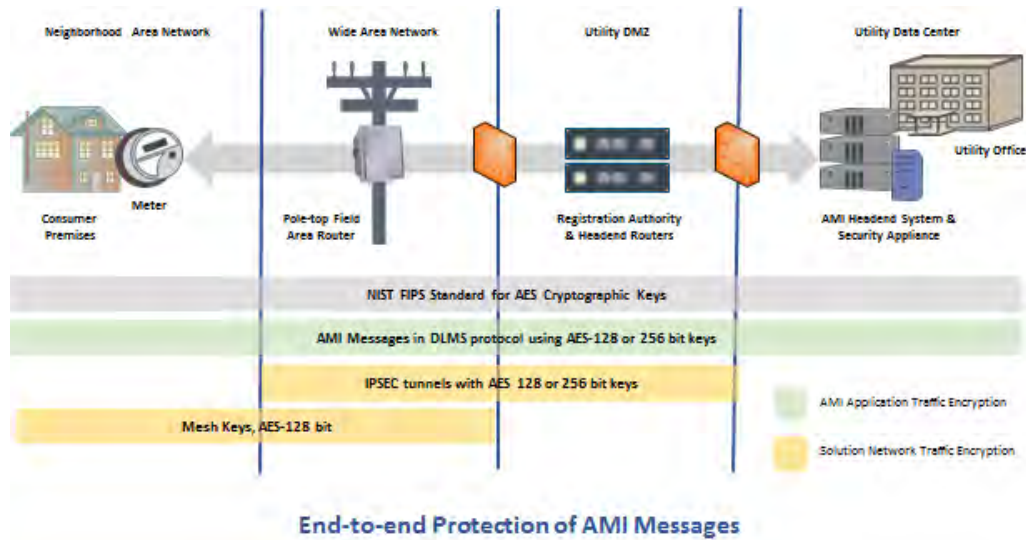 Neighborhood Area Network
Wide Area Network
Utility DMZ
Utility Data Center
Utility Office
Meter
Consumer
Premises
Pole-top Field
Area Router
Registration Authority
& Headend Routers
AMI Headend System &
Security Appliance
NIST FIPS Standard for AES Cryptographic Keys
AMI Messages in DLMS protocol using AES-128 or 256 bit keys
IPSEC tunnels with AES 128 or 256 bit keys
Mesh Keys, AES-128 bit
AMI Application Traffic Encryption
Solution Network Traffic Encryption
End-to-end Protection of AMI Messages